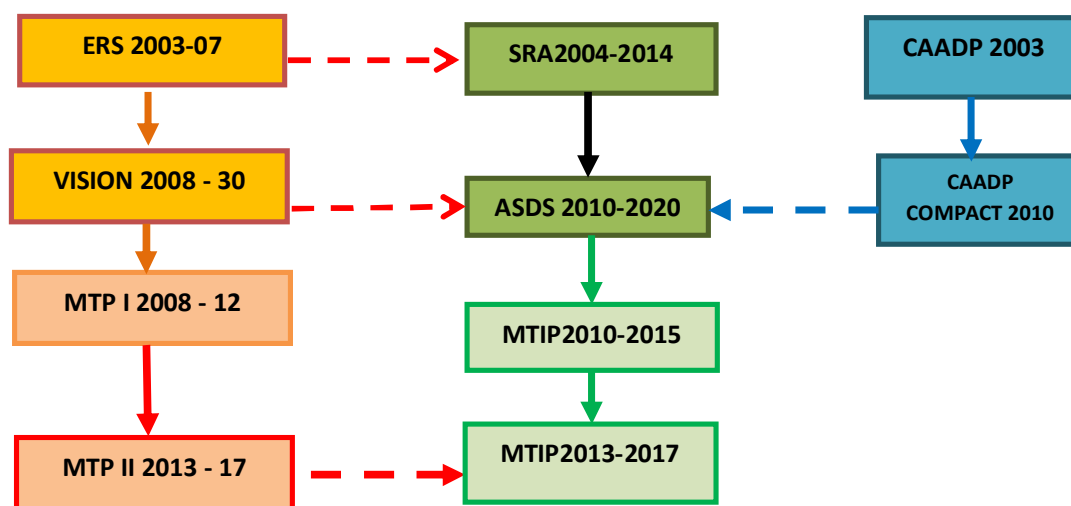 ERS 2003-07
SRA2004-2014
CAADP 2003
VISION 2008 - 30
ASDS 2010-2020
CAADP
COMPACT 2010
MTP I 2008 - 12
MTIP2010-2015
MTP II 2013 - 17
MTIP2013-2017